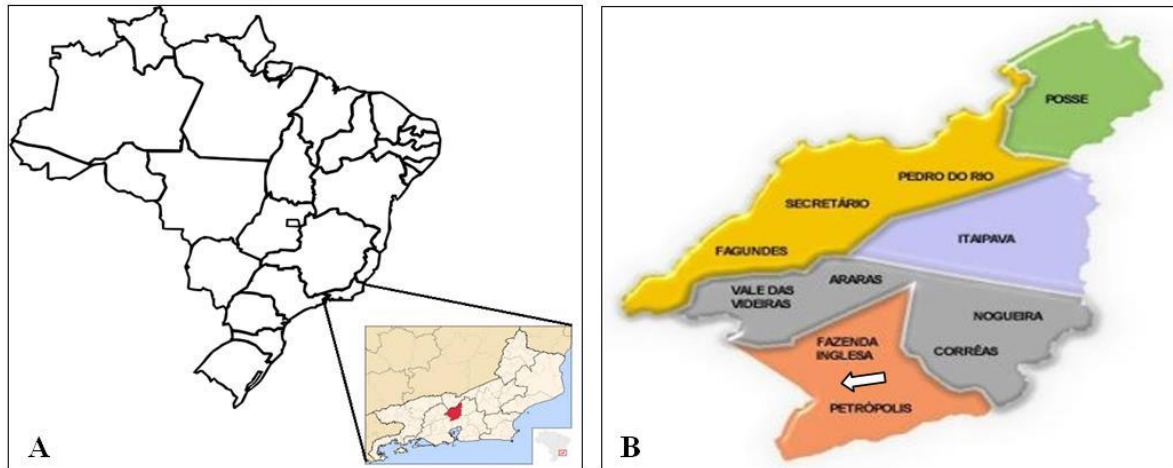 A
B
POSSE
PEDRO DO RIO
SECRETÁRIO
ITAIPAVA
FAGUNDES
ARARAS
VALE DAS
VIDEIRAS
NOGUEIRA
FAZENDA
INGLESA
CORRÊAS
PETRÓPOLIS